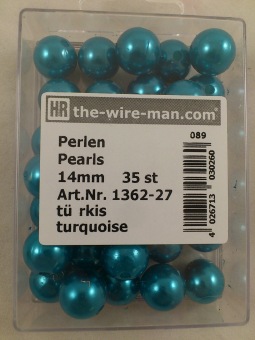 HR the-wire-man.com®
089
Perlen
Pearls
14mm 35 st
Art.Nr. 1362-27
tü rkis
turquoise
4 026713 030260